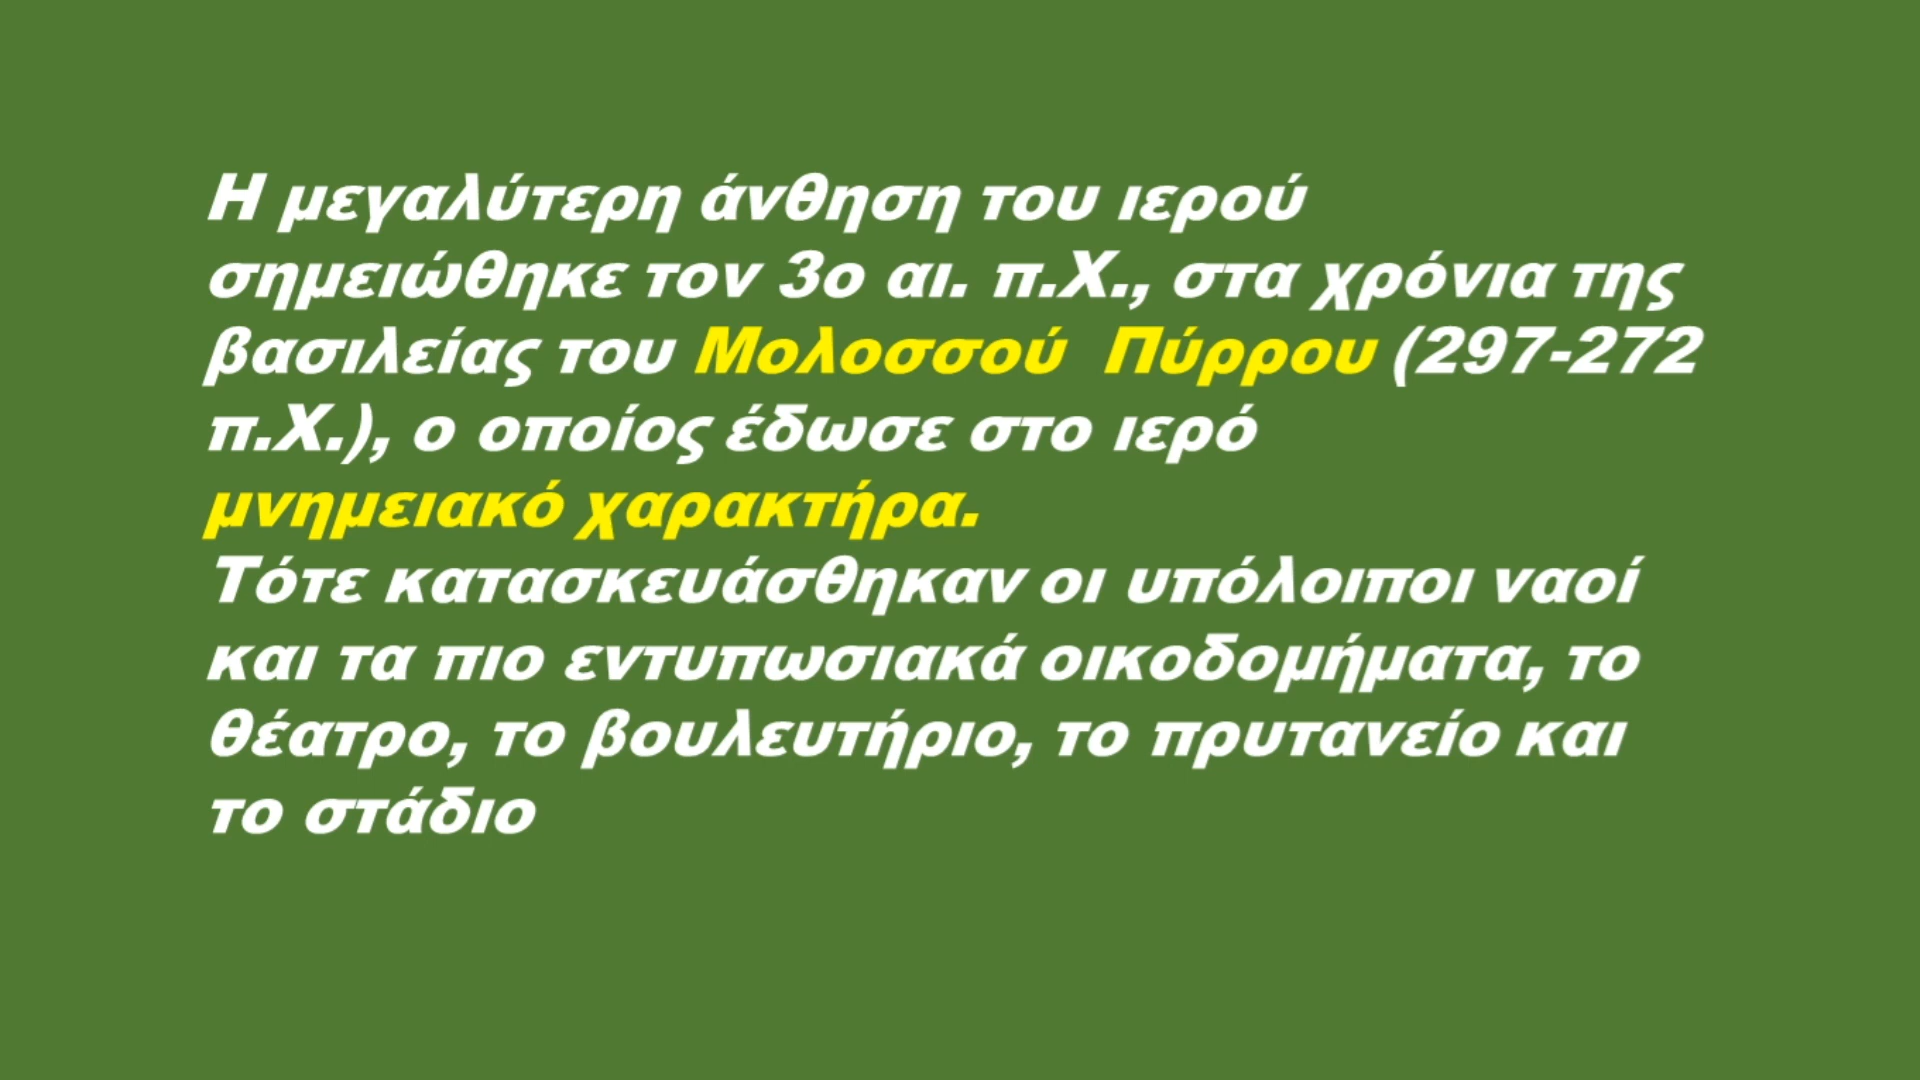 Η μεγαλύτερη άνθηση του ιερού
σημειώθηκε τον 3ο αι. π.Χ., στα χρόνια της
βασιλείας του Μολοσσού  Πύρρου (297-272
π.Χ.), ο οποίος έδωσε στο ιερό
μνημειακό χαρακτήρα.
Τότε κατασκευάσθηκαν οι υπόλοιποι ναοί
και τα πιο εντυπωσιακά οικοδομήματα, το
θέατρο, το βουλευτήριο, το πρυτανείο και
το στάδιο